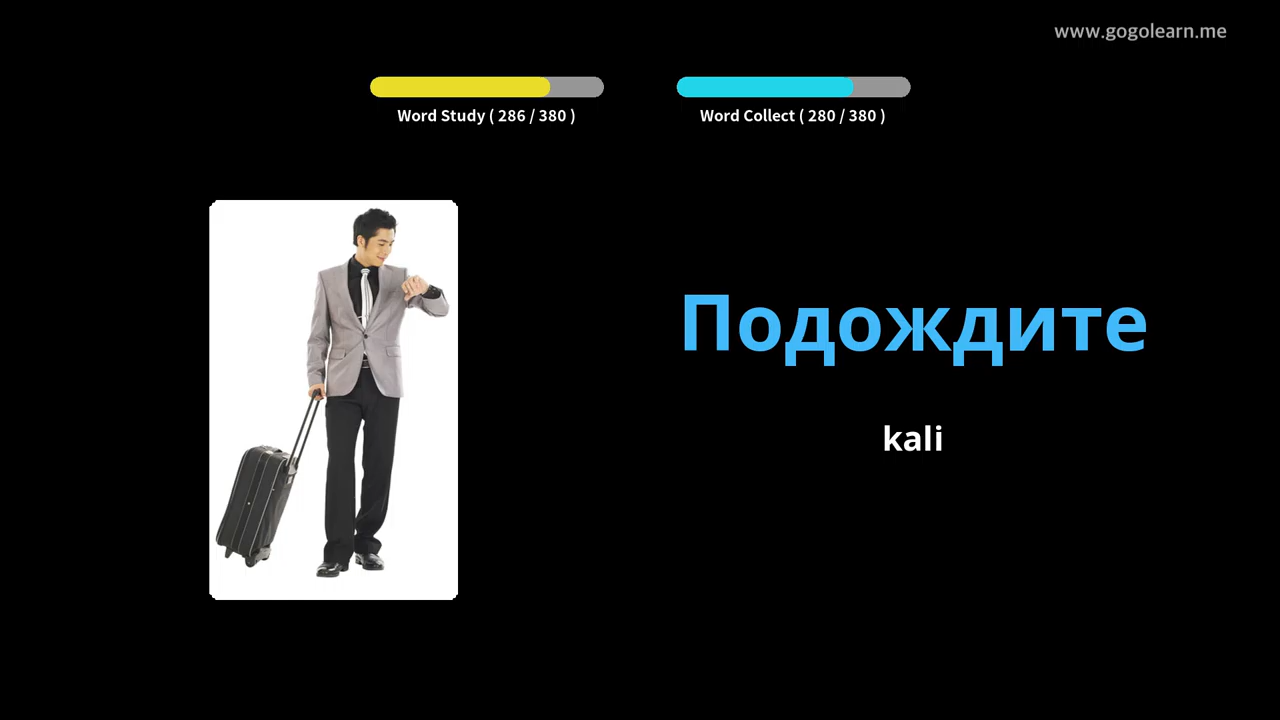 www.gogolearn.me
Word Study ( 286 / 380 )
Word Collect ( 280 / 380 )
Подождите
kali